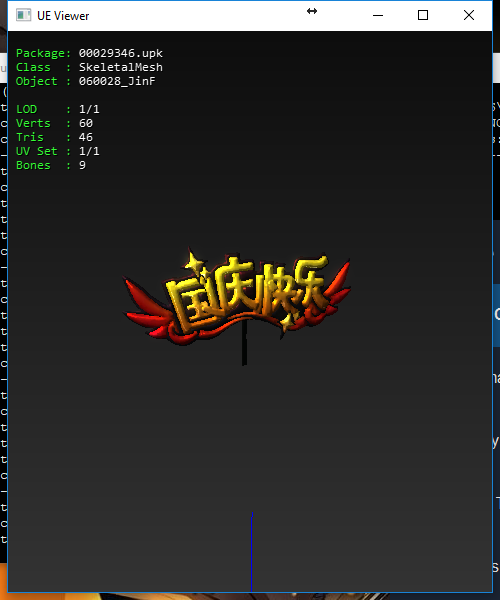 UE Viewer
Package: 00029346.upk
Class : SkeletalMesh
Object : 060028_JinF
LOD : 1/1
Verts : 60
Tris : 46
UV Set : 1/1
Bones : 9
国庆快乐